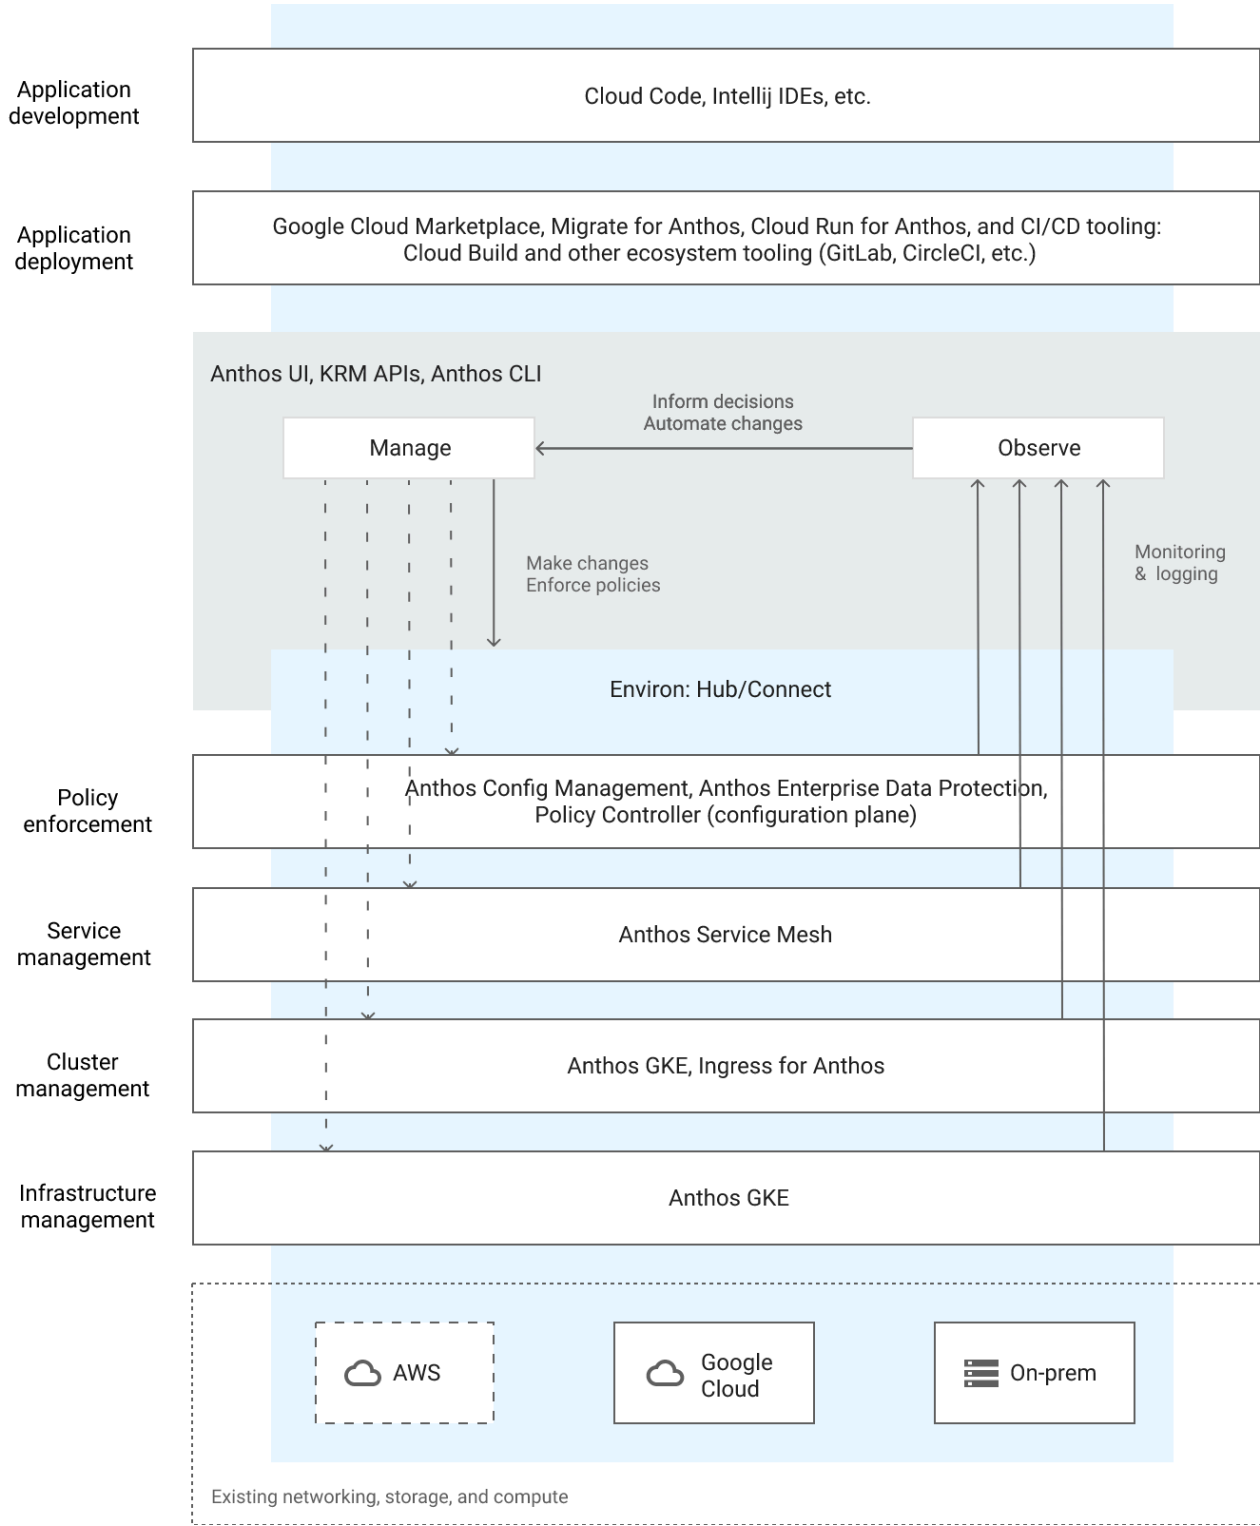 Application
development
Cloud Code, Intellij IDEs, etc.
Application
deployment
Google Cloud Marketplace, Migrate for Anthos, Cloud Run for Anthos, and CI/CD tooling:
Cloud Build and other ecosystem tooling (GitLab, CircleCI, etc.)
Anthos UI, KRM APIs, Anthos CLI
Inform decisions
Automate changes
Manage
Observe
Make changes
Enforce policies
Monitoring
& logging
Environ: Hub/Connect
Policy
enforcement
Anthos Config Management, Anthos Enterprise Data Protection,
Policy Controller (configuration plane)
Service
management
Anthos Service Mesh
Cluster
management
Anthos GKE, Ingress for Anthos
Infrastructure
management
Anthos GKE
AWS
Google
Cloud
On-prem
Existing networking, storage, and compute